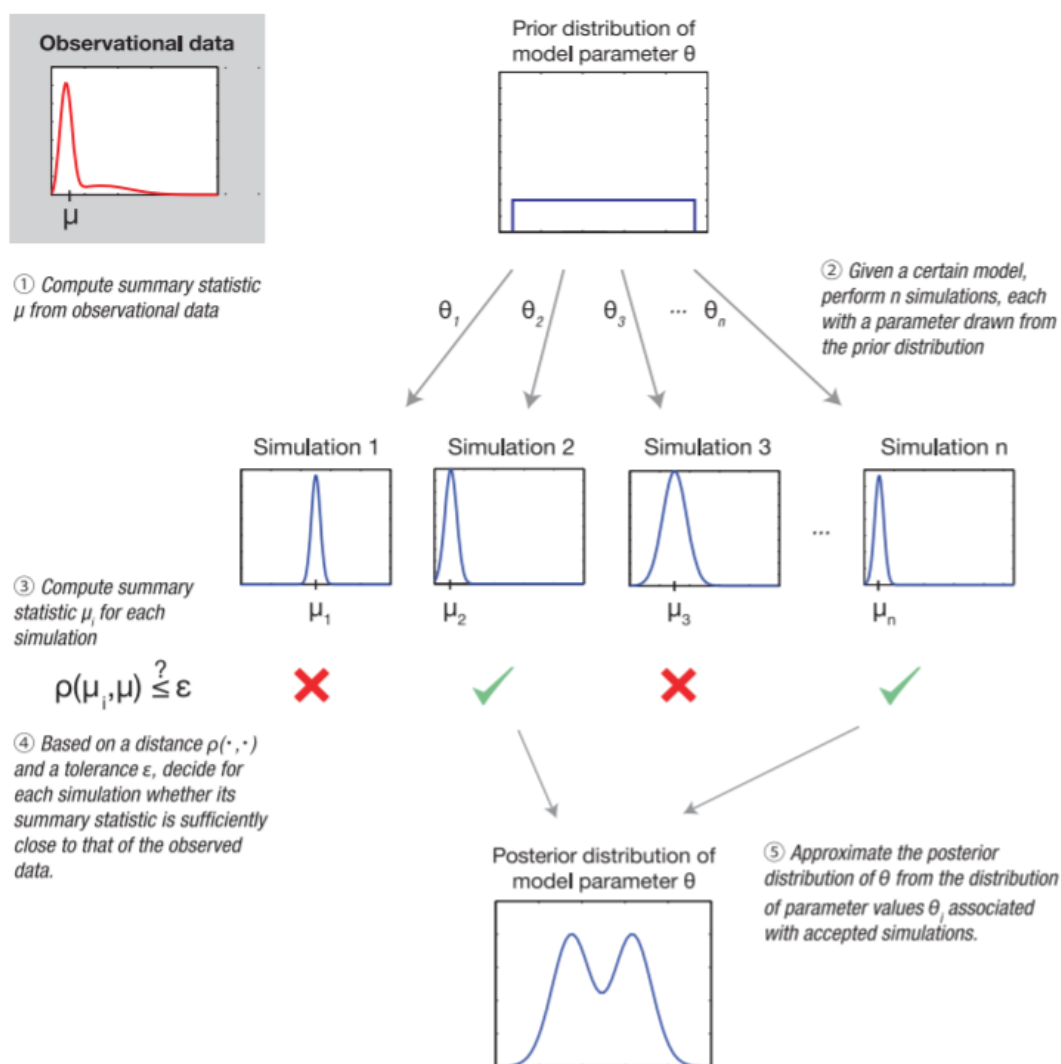 Observational data
μ
① Compute summary statistic
μ from observational data
Prior distribution of
model parameter θ
② Given a certain model,
perform n simulations, each
with a parameter drawn from
the prior distribution
θ₁ θ₂ θ₃ ... θₙ
Simulation 1
Simulation 2
Simulation 3
Simulation n
...
μ₁
μ₂
μ₃
μₙ
③ Compute summary
statistic μᵢ for each
simulation
?
ρ(μᵢ,μ) ≤ ε
④ Based on a distance ρ(·,·)
and a tolerance ε, decide for
each simulation whether its
summary statistic is sufficiently
close to that of the observed
data.
Posterior distribution of
model parameter θ
⑤ Approximate the posterior
distribution of θ from the distribution
of parameter values θᵢ associated
with accepted simulations.